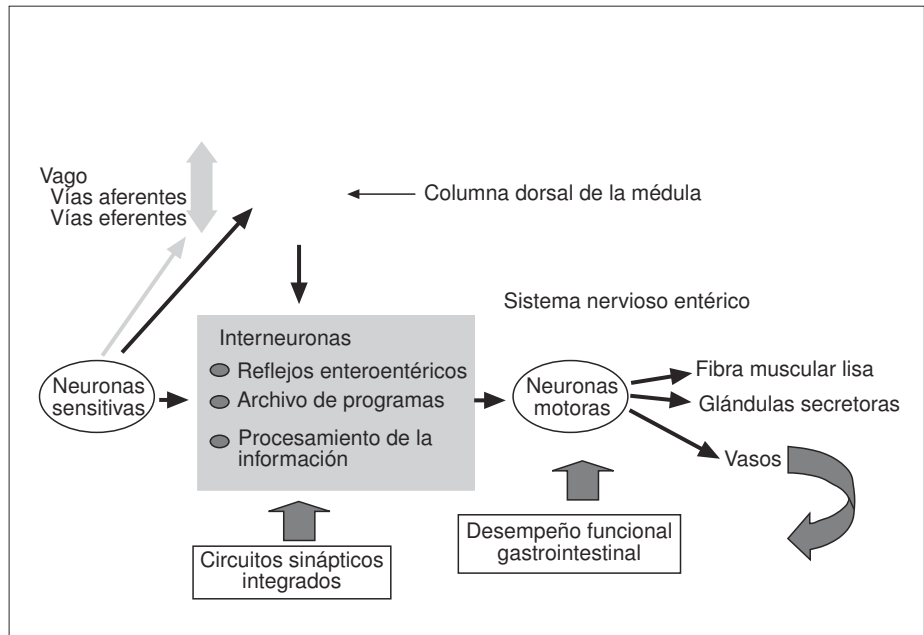 Vago
Vías aferentes
Vías eferentes
Columna dorsal de la médula
Sistema nervioso entérico
Interneuronas
Reflejos enteroentéricos
Archivo de programas
Procesamiento de la
información
Neuronas
sensitivas
Neuronas
motoras
Fibra muscular lisa
Glándulas secretoras
Vasos
Circuitos sinápticos
integrados
Desempeño funcional
gastrointestinal